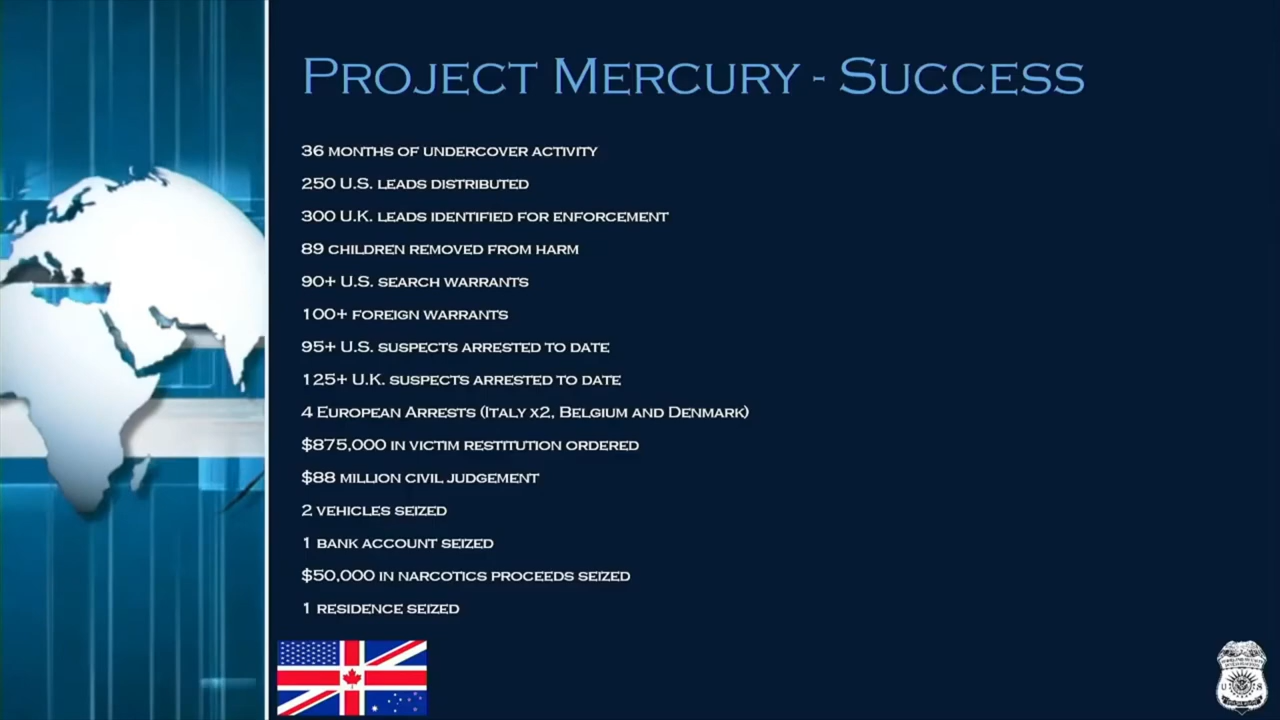 PROJECT MERCURY - SUCCESS
36 MONTHS OF UNDERCOVER ACTIVITY
250 U.S. LEADS DISTRIBUTED
300 U.K. LEADS IDENTIFIED FOR ENFORCEMENT
89 CHILDREN REMOVED FROM HARM
90+ U.S. SEARCH WARRANTS
100+ FOREIGN WARRANTS
95+ U.S. SUSPECTS ARRESTED TO DATE
125+ U.K. SUSPECTS ARRESTED TO DATE
4 EUROPEAN ARRESTS (ITALY X2, BELGIUM AND DENMARK)
$875,000 IN VICTIM RESTITUTION ORDERED
$88 MILLION CIVIL JUDGEMENT
2 VEHICLES SEIZED
1 BANK ACCOUNT SEIZED
$50,000 IN NARCOTICS PROCEEDS SEIZED
1 RESIDENCE SEIZED
U S